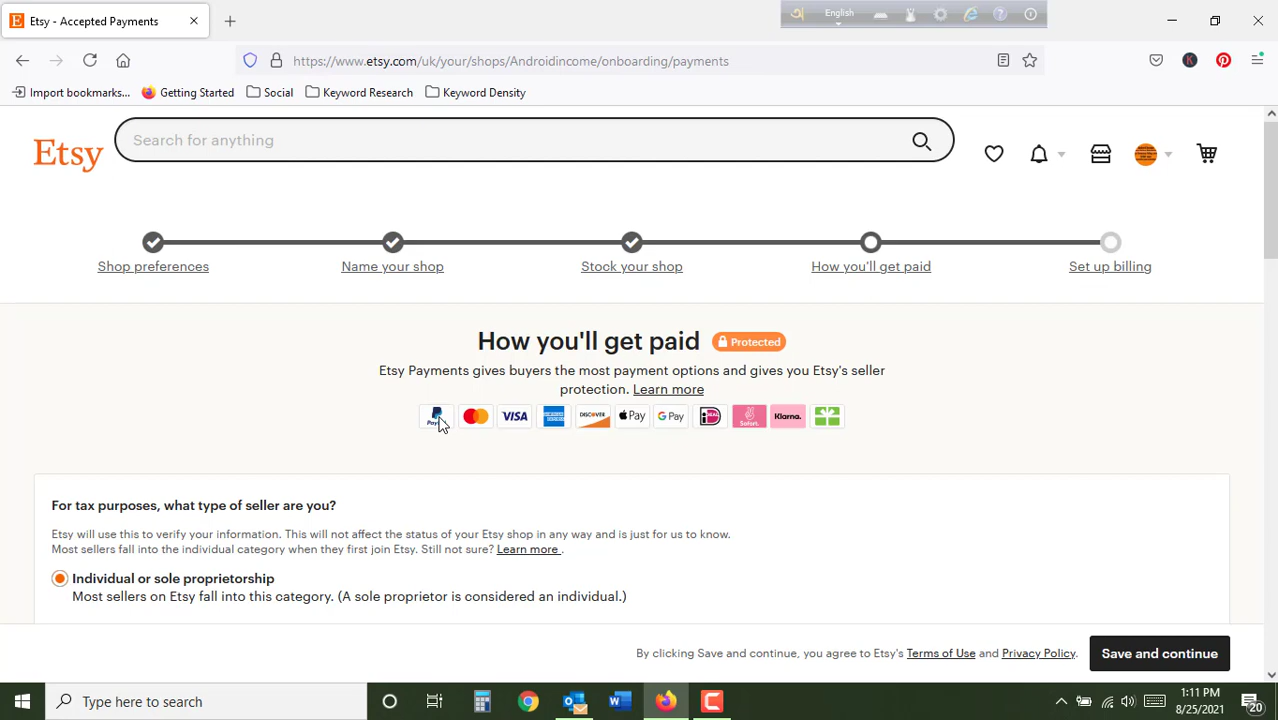 Etsy - Accepted Payments
English
https://www.etsy.com/uk/your/shops/Androidincome/onboarding/payments
Import bookmarks...
Getting Started
Social
Keyword Research
Keyword Density
Etsy
Search for anything
Shop preferences
Name your shop
Stock your shop
How you'll get paid
Set up billing
How you'll get paid
Protected
Etsy Payments gives buyers the most payment options and gives you Etsy's seller
protection. Learn more
VISA
DISCOVER
Pay
G Pay
Klarna.
For tax purposes, what type of seller are you?
Etsy will use this to verify your information. This will not affect the status of your Etsy shop in any way and is just for us to know.
Most sellers fall into the individual category when they first join Etsy. Still not sure? Learn more .
Individual or sole proprietorship
Most sellers on Etsy fall into this category. (A sole proprietor is considered an individual.)
By clicking Save and continue, you agree to Etsy's Terms of Use and Privacy Policy.
Save and continue
Type here to search
1:11 PM
8/25/2021
20